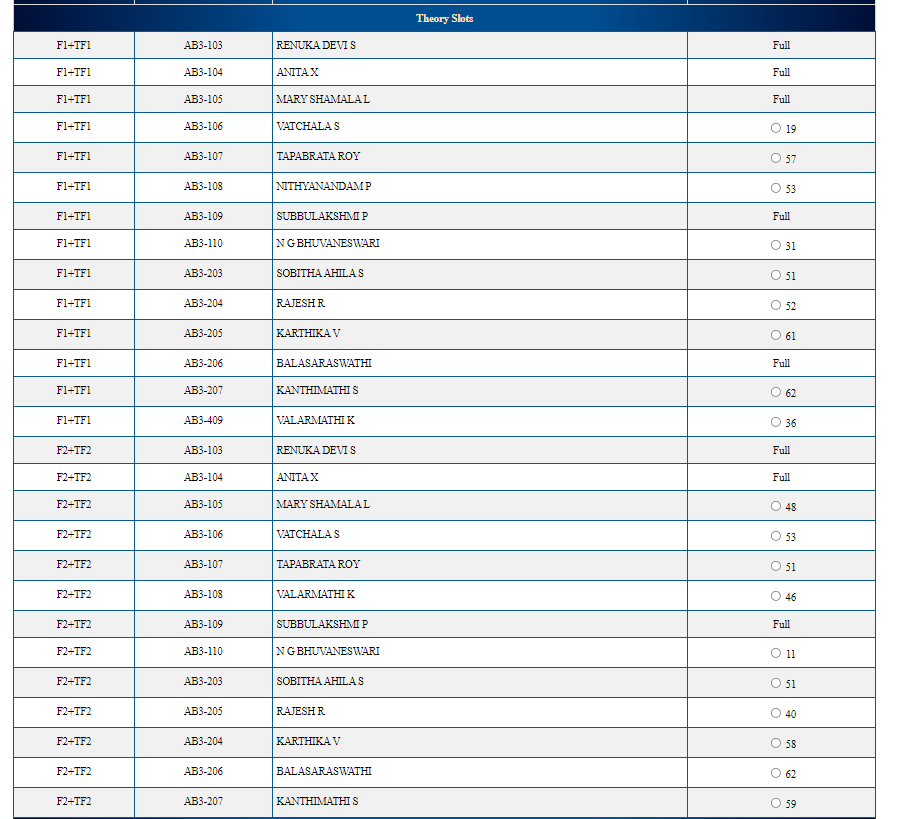 Theory Slots
F1+TF1 AB3-103 RENUKA DEVI S Full
F1+TF1 AB3-104 ANITA X Full
F1+TF1 AB3-105 MARY SHAMALA L Full
F1+TF1 AB3-106 VATCHALA S 19
F1+TF1 AB3-107 TAPABRATA ROY 57
F1+TF1 AB3-108 NITHYANANDAM P 53
F1+TF1 AB3-109 SUBBULAKSHMI P Full
F1+TF1 AB3-110 N G BHUVANESWARI 31
F1+TF1 AB3-203 SOBITHA AHILA S 51
F1+TF1 AB3-204 RAJESH R 52
F1+TF1 AB3-205 KARTHIKA V 61
F1+TF1 AB3-206 BALASARASWATHI Full
F1+TF1 AB3-207 KANTHIMATHI S 62
F1+TF1 AB3-409 VALARMATHI K 36
F2+TF2 AB3-103 RENUKA DEVI S Full
F2+TF2 AB3-104 ANITA X Full
F2+TF2 AB3-105 MARY SHAMALA L 48
F2+TF2 AB3-106 VATCHALA S 53
F2+TF2 AB3-107 TAPABRATA ROY 51
F2+TF2 AB3-108 VALARMATHI K 46
F2+TF2 AB3-109 SUBBULAKSHMI P Full
F2+TF2 AB3-110 N G BHUVANESWARI 11
F2+TF2 AB3-203 SOBITHA AHILA S 51
F2+TF2 AB3-205 RAJESH R 40
F2+TF2 AB3-204 KARTHIKA V 58
F2+TF2 AB3-206 BALASARASWATHI 62
F2+TF2 AB3-207 KANTHIMATHI S 59